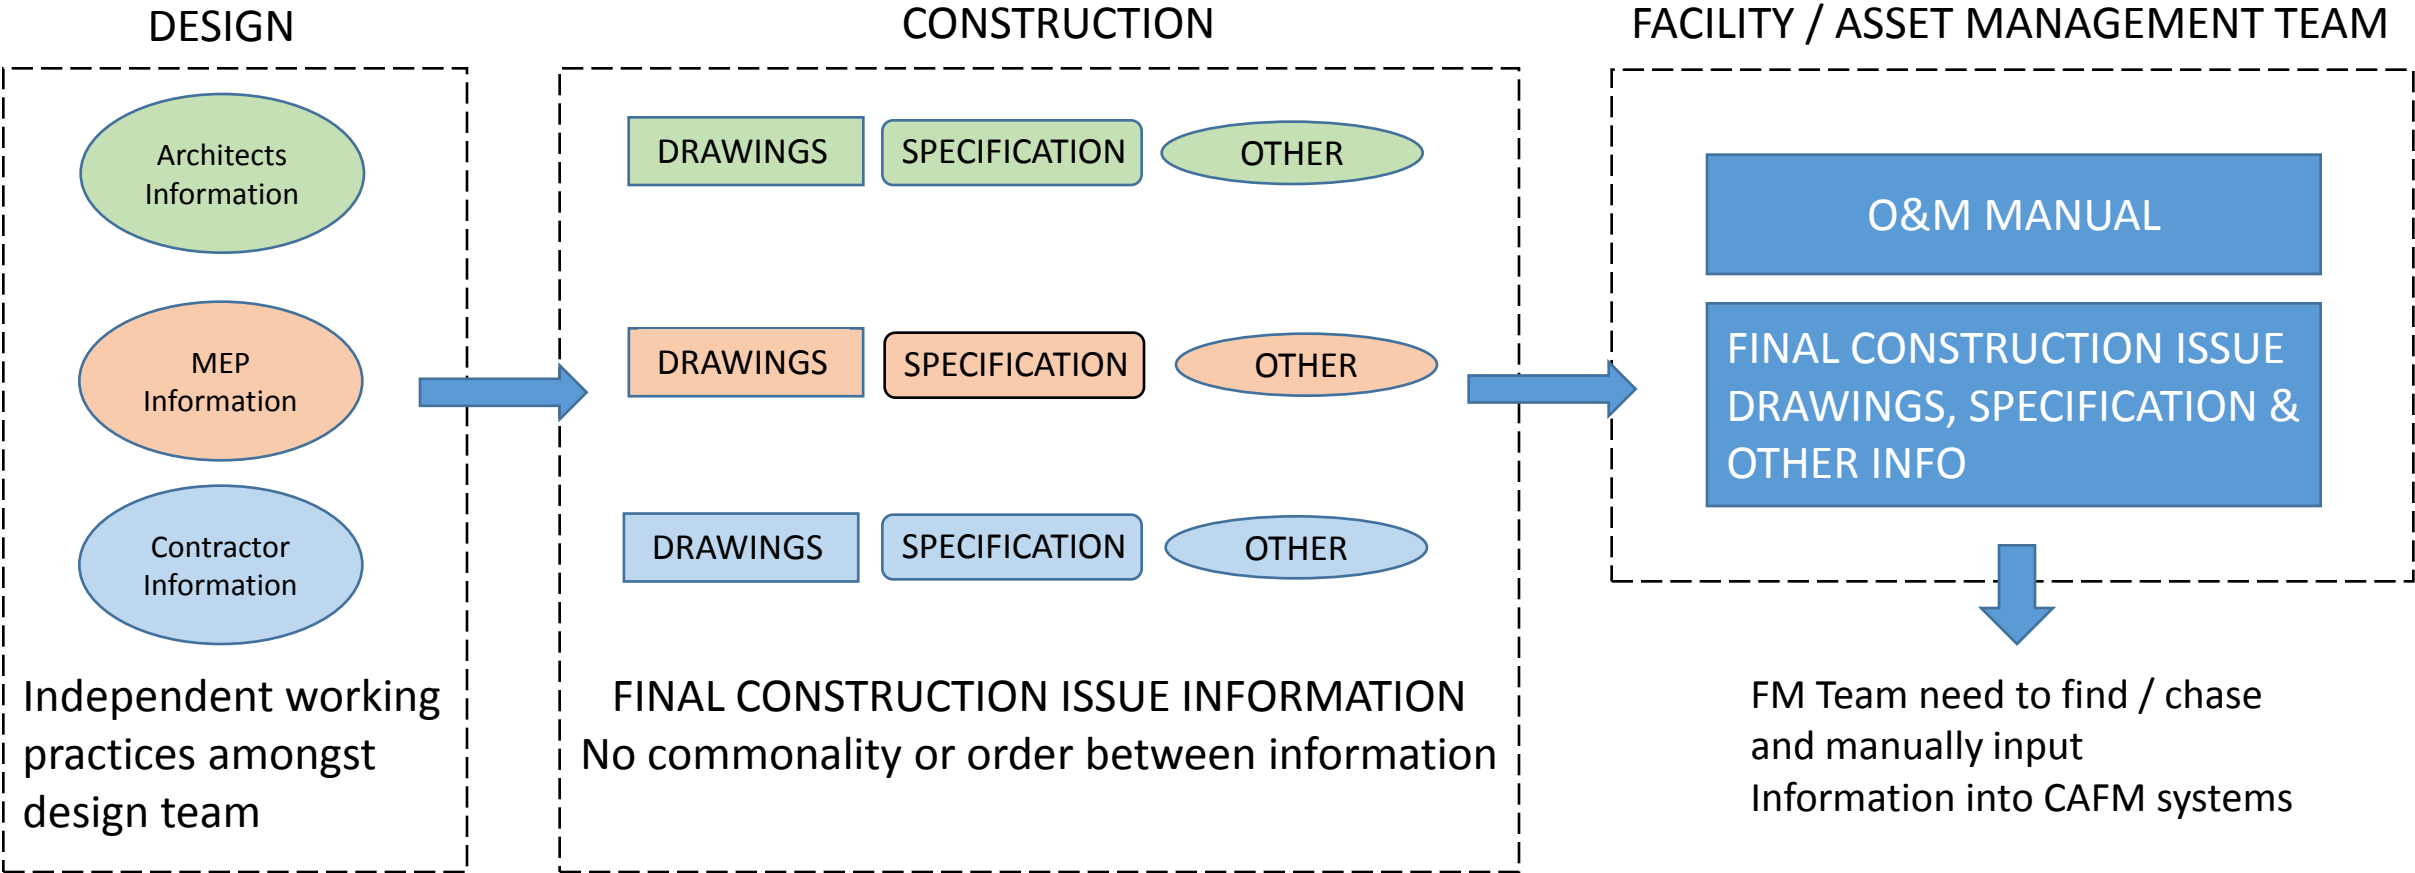 DESIGN
Architects
Information
MEP
Information
Contractor
Information
Independent working
practices amongst
design team
CONSTRUCTION
DRAWINGS
SPECIFICATION
OTHER
DRAWINGS
SPECIFICATION
OTHER
DRAWINGS
SPECIFICATION
OTHER
FINAL CONSTRUCTION ISSUE INFORMATION
No commonality or order between information
FACILITY / ASSET MANAGEMENT TEAM
O&M MANUAL
FINAL CONSTRUCTION ISSUE
DRAWINGS, SPECIFICATION &
OTHER INFO
FM Team need to find / chase
and manually input
Information into CAFM systems